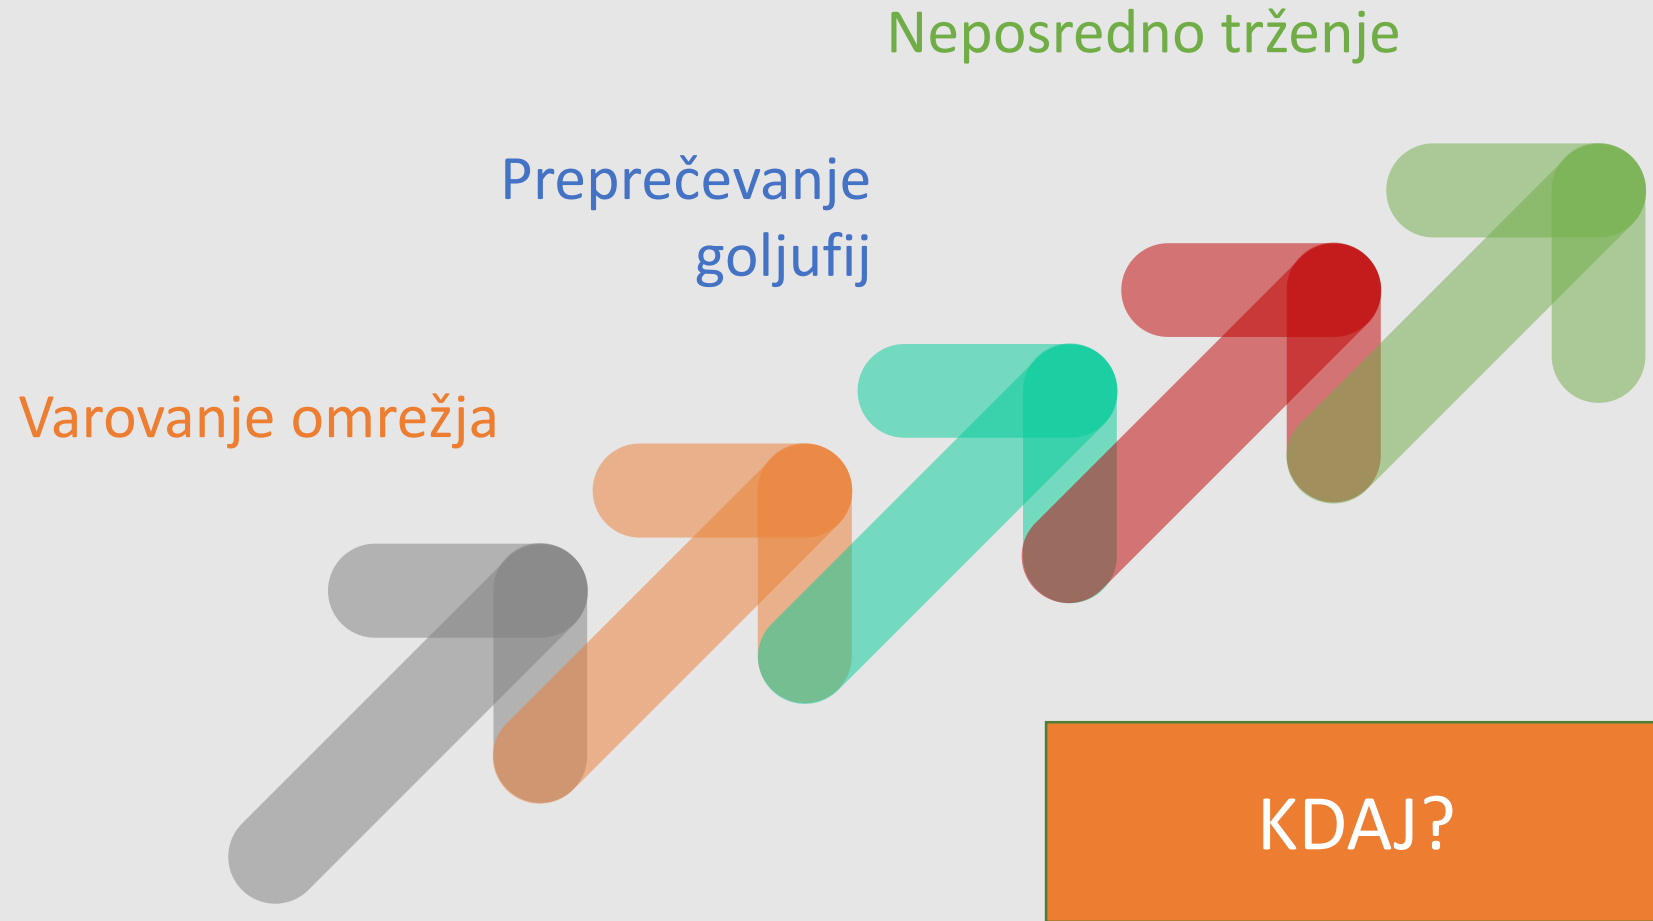 Neposredno trženje
Preprečevanje
goljufij
Varovanje omrežja
KDAJ?